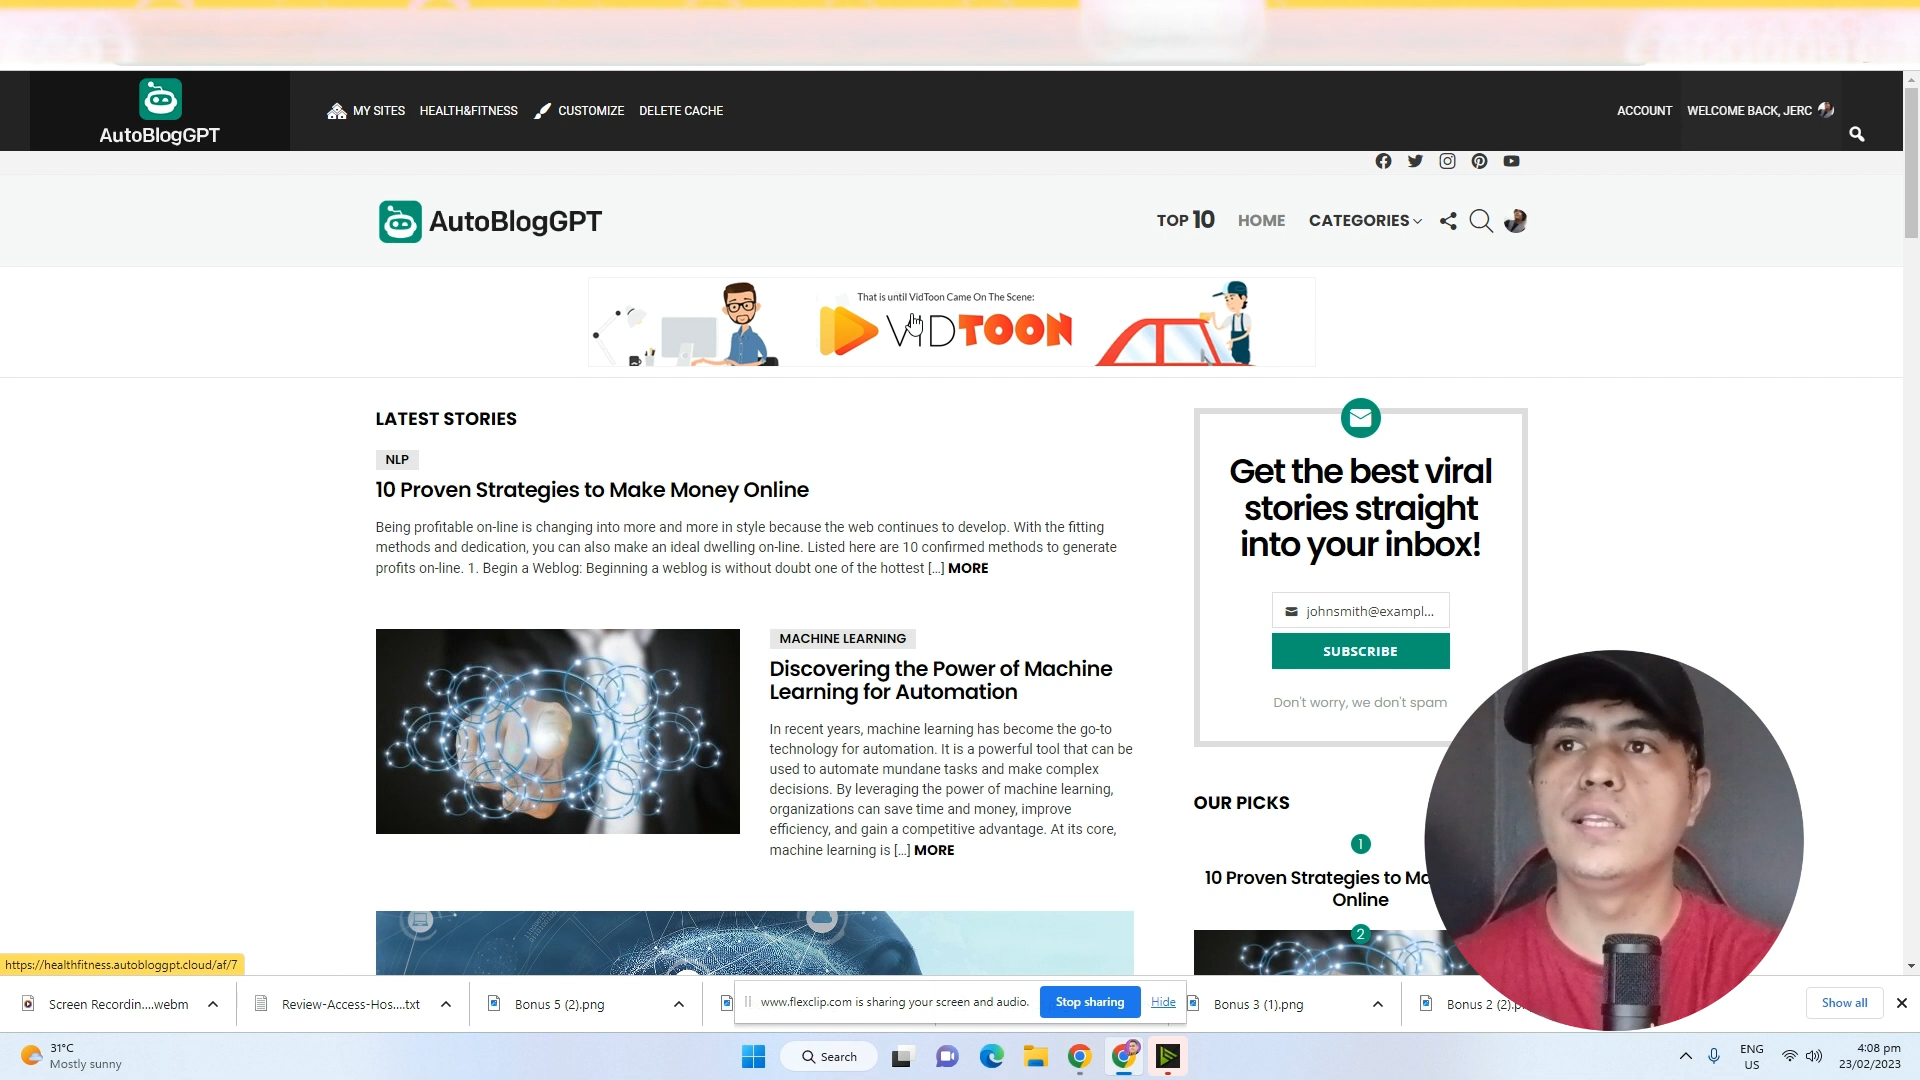 AutoBlogGPT
MY SITES HEALTH&FITNESS CUSTOMIZE DELETE CACHE
ACCOUNT WELCOME BACK, JERC
AutoBlogGPT
TOP 10 HOME CATEGORIES
That is until VidToon Came On The Scene:
VIDTOON
LATEST STORIES
NLP
10 Proven Strategies to Make Money Online
Being profitable on-line is changing into more and more in style because the web continues to develop. With the fitting
methods and dedication, you can also make an ideal dwelling on-line. Listed here are 10 confirmed methods to generate
profits on-line. 1. Begin a Weblog: Beginning a weblog is without doubt one of the hottest [...] MORE
MACHINE LEARNING
Discovering the Power of Machine
Learning for Automation
In recent years, machine learning has become the go-to
technology for automation. It is a powerful tool that can be
used to automate mundane tasks and make complex
decisions. By leveraging the power of machine learning,
organizations can save time and money, improve
efficiency, and gain a competitive advantage. At its core,
machine learning is [...] MORE
Get the best viral
stories straight
into your inbox!
johnsmith@exampl...
SUBSCRIBE
Don't worry, we don't spam
OUR PICKS
1
10 Proven Strategies to
Online
2
https://healthfitness.autobloggpt.cloud/af/7
Screen Recordin....webm
Review-Access-Hos....txt
Bonus 5 (2).png
www.flexclip.com is sharing your screen and audio.
Stop sharing
Hide
Bonus 3 (1).png
Bonus 2 (2)
Show all
31°C
Mostly sunny
Search
ENG
US
4:08 pm
23/02/2023